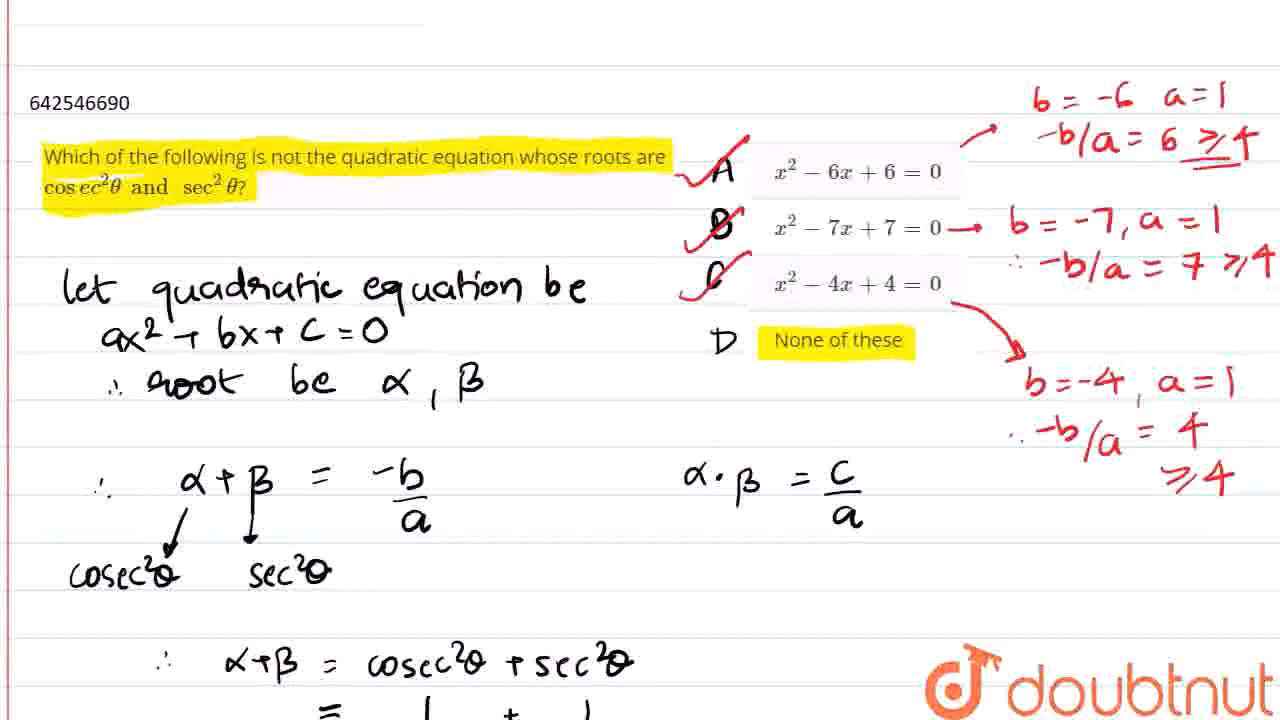 642546690
Which of the following is not the quadratic equation whose roots are
cos ec²θ and sec² θ?
A x² − 6x + 6 = 0
B x² − 7x + 7 = 0
C x² − 4x + 4 = 0
D None of these
b = -6 a = 1
-b/a = 6 ≥ 4
b = -7, a = 1
∴ -b/a = 7 ≥ 4
b = -4, a = 1
∴ -b/a = 4
≥ 4
let quadratic equation be
ax² + bx + c = 0
∴ root be α, β
∴ α + β = -b/a
α · β = c/a
cosec²θ sec²θ
∴ α + β = cosec²θ + sec²θ
= 1 + 1
doubtnut